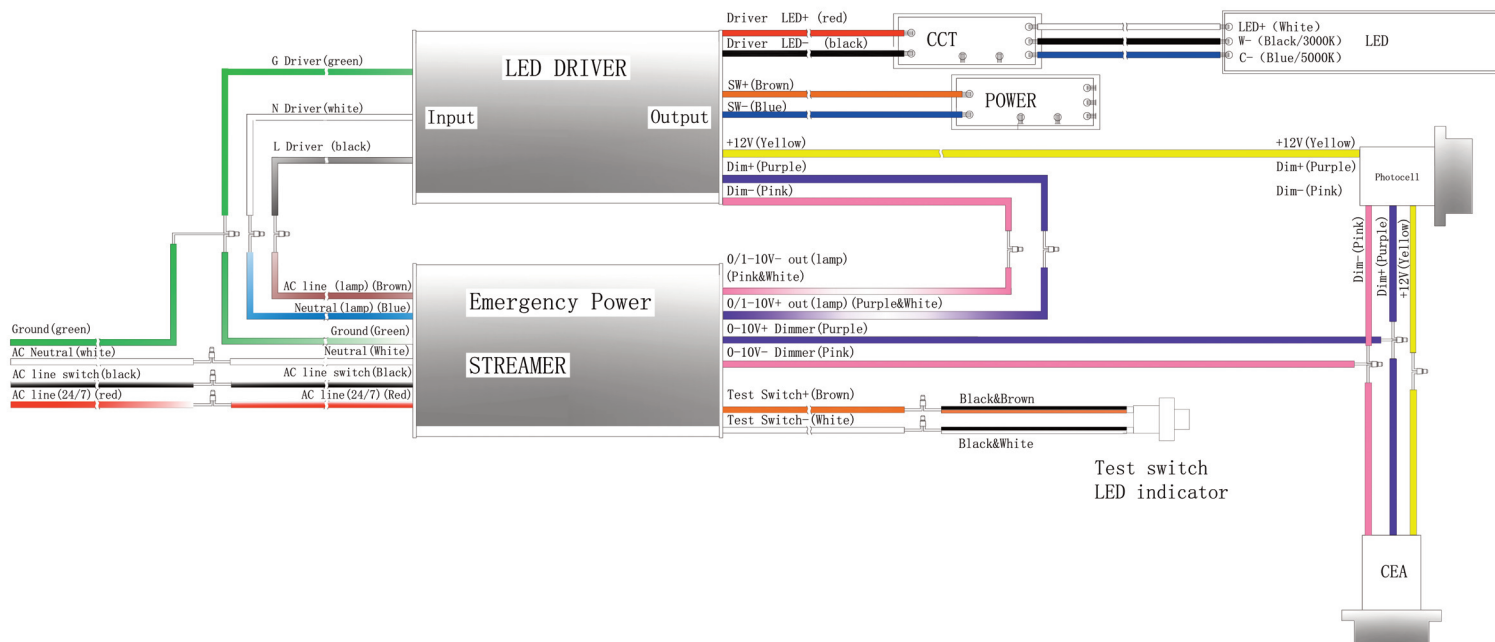 Driver LED+ (red)
Driver LED- (black)
CCT
LED+ (White)
W- (Black/3000K)
C- (Blue/5000K)
LED
G Driver(green)
LED DRIVER
N Driver(white)
Input
Output
SW+(Brown)
SW-(Blue)
POWER
L Driver (black)
+12V(Yellow)
+12V(Yellow)
Dim+(Purple)
Dim+(Purple)
Dim-(Pink)
Dim-(Pink)
Photocell
Dim-(Pink)
Dim+(Purple)
+12V(Yellow)
0/1-10V- out(lamp)
(Pink&White)
AC line (lamp)(Brown)
Emergency Power
0/1-10V+ out(lamp)(Purple&White)
Neutral(lamp)(Blue)
Ground(green)
Ground(Green)
0-10V+ Dimmer(Purple)
AC Neutral(white)
Neutral(White)
0-10V- Dimmer(Pink)
AC line switch(black)
AC line switch(Black)
STREAMER
AC line(24/7)(red)
AC line(24/7)(Red)
Test Switch+(Brown)
Black&Brown
Test Switch-(White)
Black&White
Test switch
LED indicator
CEA